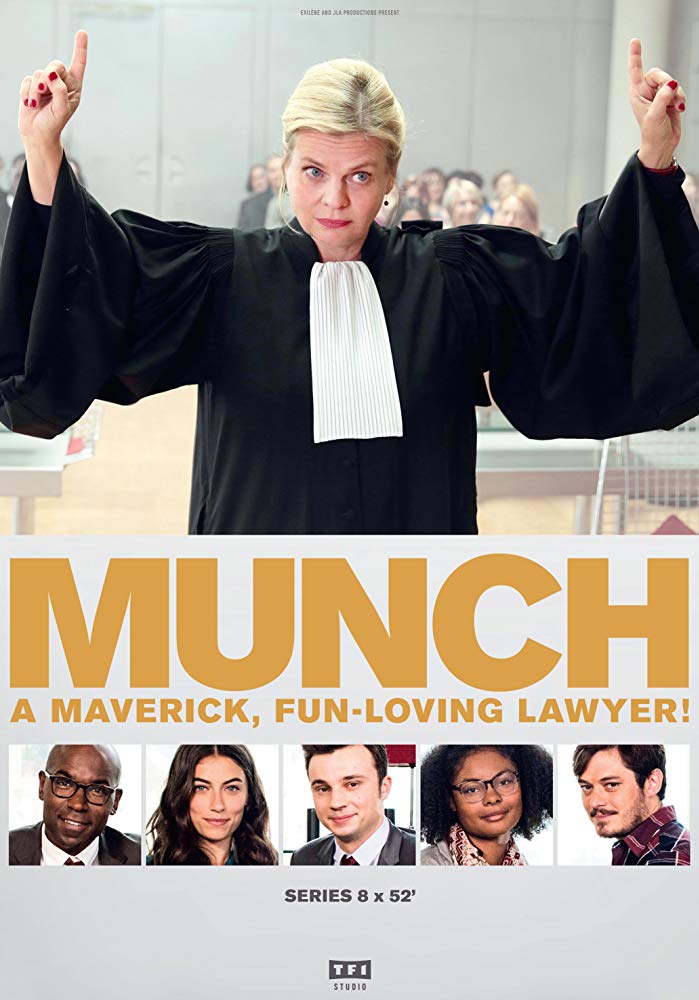 EXILÈNE AND JLA PRODUCTIONS PRESENT
MUNCH
A MAVERICK, FUN-LOVING LAWYER!
SERIES 8 x 52'
TF1
STUDIO